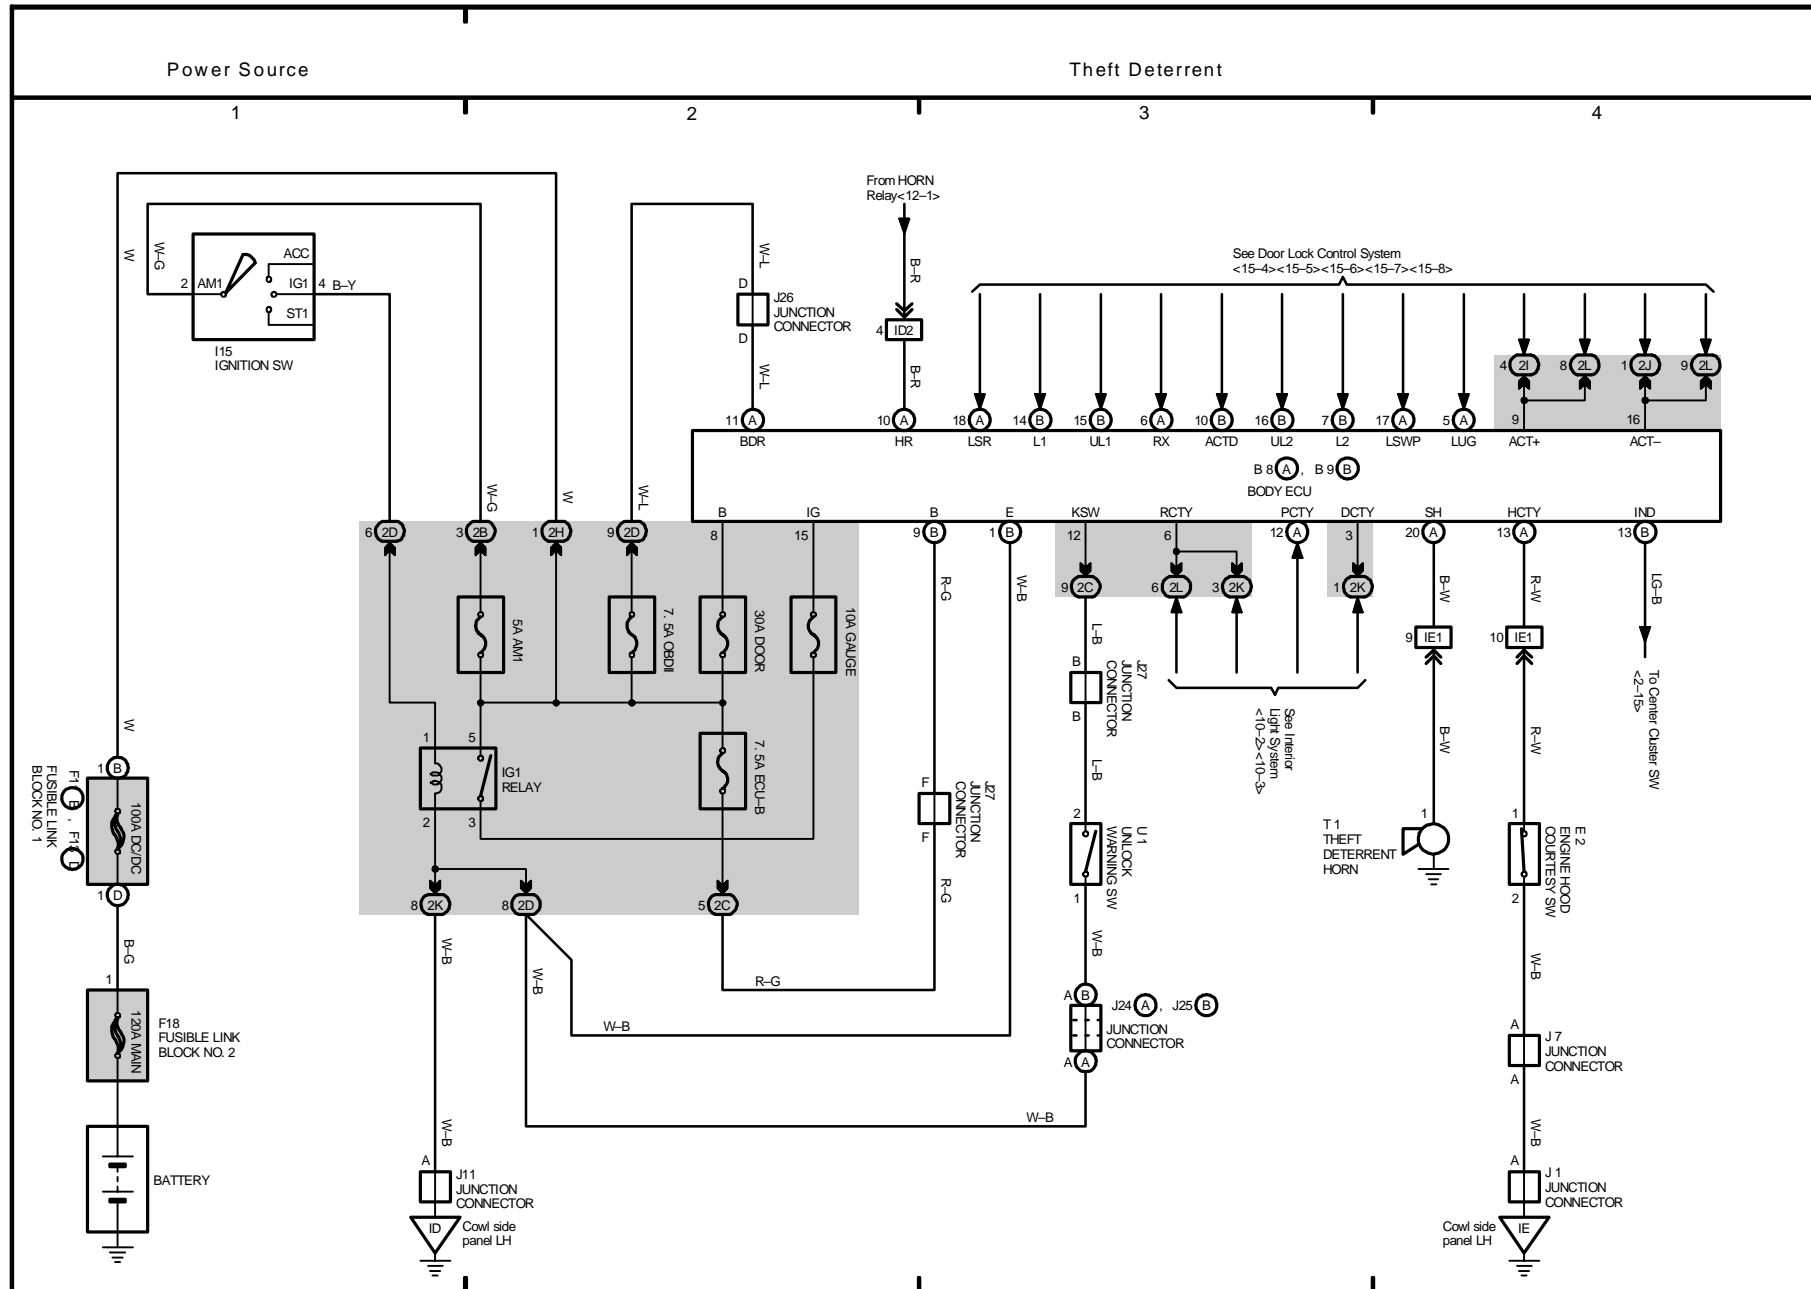 Power Source
Theft Deterrent
1
2
3
4
From HORN
Relay<12–1>
See Door Lock Control System
<15–4><15–5><15–6><15–7><15–8>
W
W–G
2
AM1
ACC
IG1
ST1
4
B–Y
I15
IGNITION SW
W–L
D
J26
JUNCTION
CONNECTOR
D
W–L
B–R
4
ID2
B–R
4
2I
8
2L
1
2J
9
2L
11
A
10
A
18
A
14
B
15
B
6
A
10
B
16
B
7
B
17
A
5
A
9
16
BDR
HR
LSR
L1
UL1
RX
ACTD
UL2
L2
LSWP
LUG
ACT+
ACT–
B 8
A
,
B 9
B
BODY ECU
B
IG
B
E
KSW
RCTY
PCTY
DCTY
SH
HCTY
IND
W–G
W
W–L
6
2D
3
2B
1
2H
9
2D
8
15
9
B
1
B
12
6
12
A
3
20
A
13
A
13
B
9
2C
6
2L
3
2K
1
2K
5A AM1
7. 5A OBDII
30A DOOR
10A GAUGE
R–G
W–B
L–B
B–W
R–W
LG–B
9
IE1
10
IE1
To Center Cluster SW
<2–15>
B
J27
JUNCTION
CONNECTOR
B
See Interior
Light System
<10–2><10–3>
W
1
5
IG1
RELAY
2
3
7. 5A ECU–B
F
J27
JUNCTION
CONNECTOR
F
L–B
B–W
R–W
1
B
100A DC/DC
FUSIBLE LINK
BLOCK NO. 1
1
D
2
U 1
UNLOCK
WARNING SW
1
T 1
THEFT
DETERRENT
HORN
1
1
E 2
ENGINE HOOD
COURTESY SW
2
8
2K
8
2D
5
2C
R–G
B–G
W–B
W–B
W–B
W–B
1
120A MAIN
F18
FUSIBLE LINK
BLOCK NO. 2
R–G
W–B
A
B
J24
A
,
J25
B
JUNCTION
CONNECTOR
A
A
A
J 7
JUNCTION
CONNECTOR
A
W–B
W–B
W–B
BATTERY
A
J11
JUNCTION
CONNECTOR
ID
Cowl side
panel LH
A
J 1
JUNCTION
CONNECTOR
Cowl side
panel LH
IE